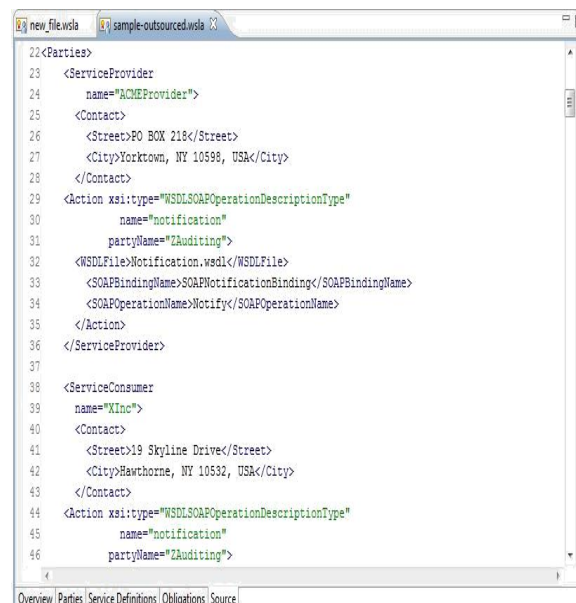 new_file.wsla
sample-outsourced.wsla
22<Parties>
23 <ServiceProvider
24 name="ACMEProvider">
25 <Contact>
26 <Street>PO BOX 218</Street>
27 <City>Yorktown, NY 10598, USA</City>
28 </Contact>
29 <Action xsi:type="WSDLSOAPOperationDescriptionType"
30 name="notification"
31 partyName="ZAuditing">
32 <WSDLFile>Notification.wsdl</WSDLFile>
33 <SOAPBindingName>SOAPNotificationBinding</SOAPBindingName>
34 <SOAPOperationName>Notify</SOAPOperationName>
35 </Action>
36 </ServiceProvider>
37
38 <ServiceConsumer
39 name="XInc">
40 <Contact>
41 <Street>19 Skyline Drive</Street>
42 <City>Hawthorne, NY 10532, USA</City>
43 </Contact>
44 <Action xsi:type="WSDLSOAPOperationDescriptionType"
45 name="notification"
46 partyName="ZAuditing">
Overview Parties Service Definitions Obligations Source